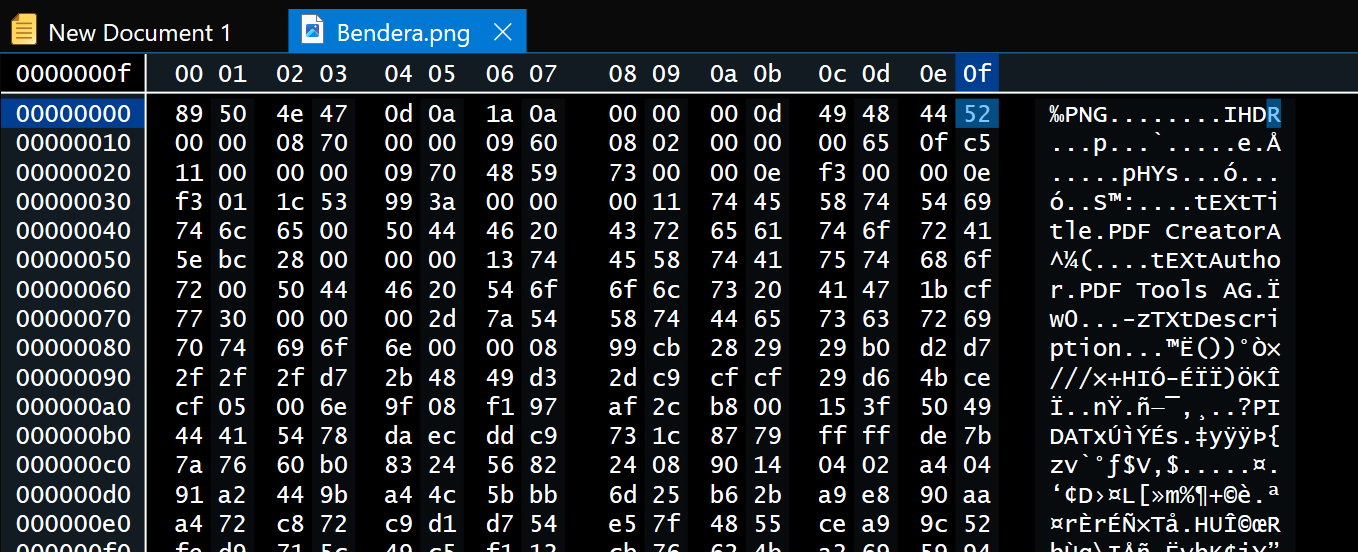 New Document 1
Bendera.png
0000000f 00 01 02 03 04 05 06 07 08 09 0a 0b 0c 0d 0e 0f
00000000 89 50 4e 47 0d 0a 1a 0a 00 00 00 0d 49 48 44 52 ‰PNG........IHDR
00000010 00 00 08 70 00 00 09 60 08 02 00 00 00 65 0f c5 ...p...`.....e.Å
00000020 11 00 00 00 09 70 48 59 73 00 00 0e f3 00 00 0e .....pHYs...ó...
00000030 f3 01 1c 53 99 3a 00 00 00 11 74 45 58 74 54 69 ó..S™:....tEXtTi
00000040 74 6c 65 00 50 44 46 20 43 72 65 61 74 6f 72 41 tle.PDF CreatorA
00000050 5e bc 28 00 00 00 13 74 45 58 74 41 75 74 68 6f ^¼(....tEXtAutho
00000060 72 00 50 44 46 20 54 6f 6f 6c 73 20 41 47 1b cf r.PDF Tools AG.Ï
00000070 77 30 00 00 00 2d 7a 54 58 74 44 65 73 63 72 69 w0...-zTXtDescri
00000080 70 74 69 6f 6e 00 00 08 99 cb 28 29 29 b0 d2 d7 ption...™Ë())°Ò×
00000090 2f 2f 2f d7 2b 48 49 d3 2d c9 cf cf 29 d6 4b ce ///×+HIÓ-ÉÏÏ)ÖKÎ
000000a0 cf 05 00 6e 9f 08 f1 97 af 2c b8 00 15 3f 50 49 Ï..nŸ.ñ—¯,¸..?PI
000000b0 44 41 54 78 da ec dd c9 73 1c 87 79 ff ff de 7b DATxÚìÝÉs.‡yÿÿÞ{
000000c0 7a 76 60 b0 83 24 56 82 24 08 90 14 04 02 a4 04 zv`°ƒ$V‚$.....¤.
000000d0 91 a2 44 9b a4 4c 5b bb 6d 25 b6 2b a9 e8 90 aa ‘¢D›¤L[»m%¶+©è.ª
000000e0 a4 72 c8 72 c9 d1 d7 54 e5 7f 48 55 ce a9 9c 52 ¤rÈrÉÑ×Tå.HUÎ©œR